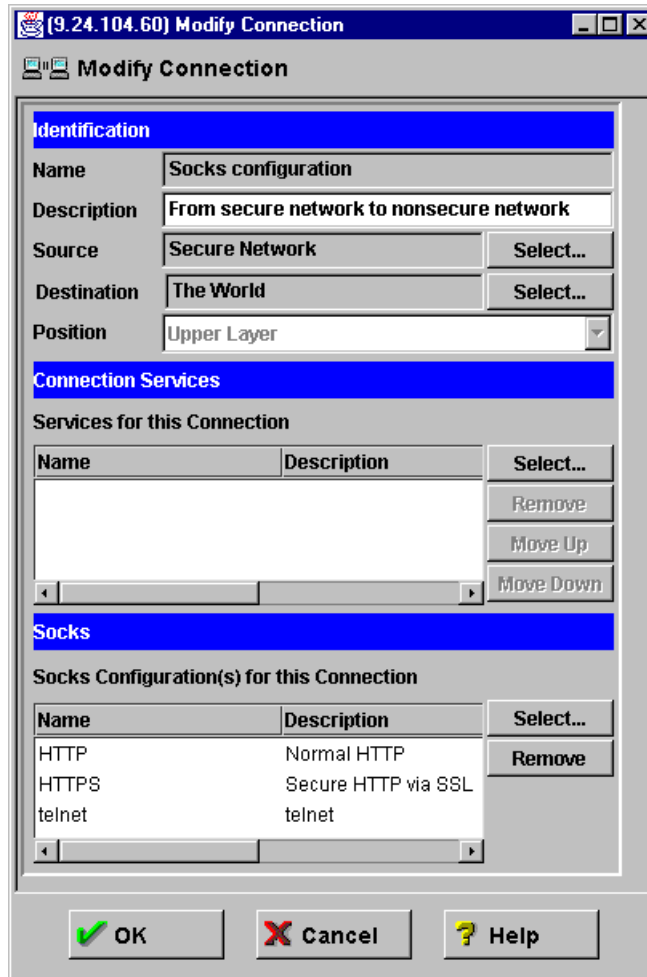 (9.24.104.60) Modify Connection
Modify Connection
Identification
Name Socks configuration
Description From secure network to nonsecure network
Source Secure Network Select...
Destination The World Select...
Position Upper Layer
Connection Services
Services for this Connection
Name Description Select...
Remove
Move Up
Move Down
Socks
Socks Configuration(s) for this Connection
Name Description Select...
HTTP Normal HTTP Remove
HTTPS Secure HTTP via SSL
telnet telnet
OK Cancel Help